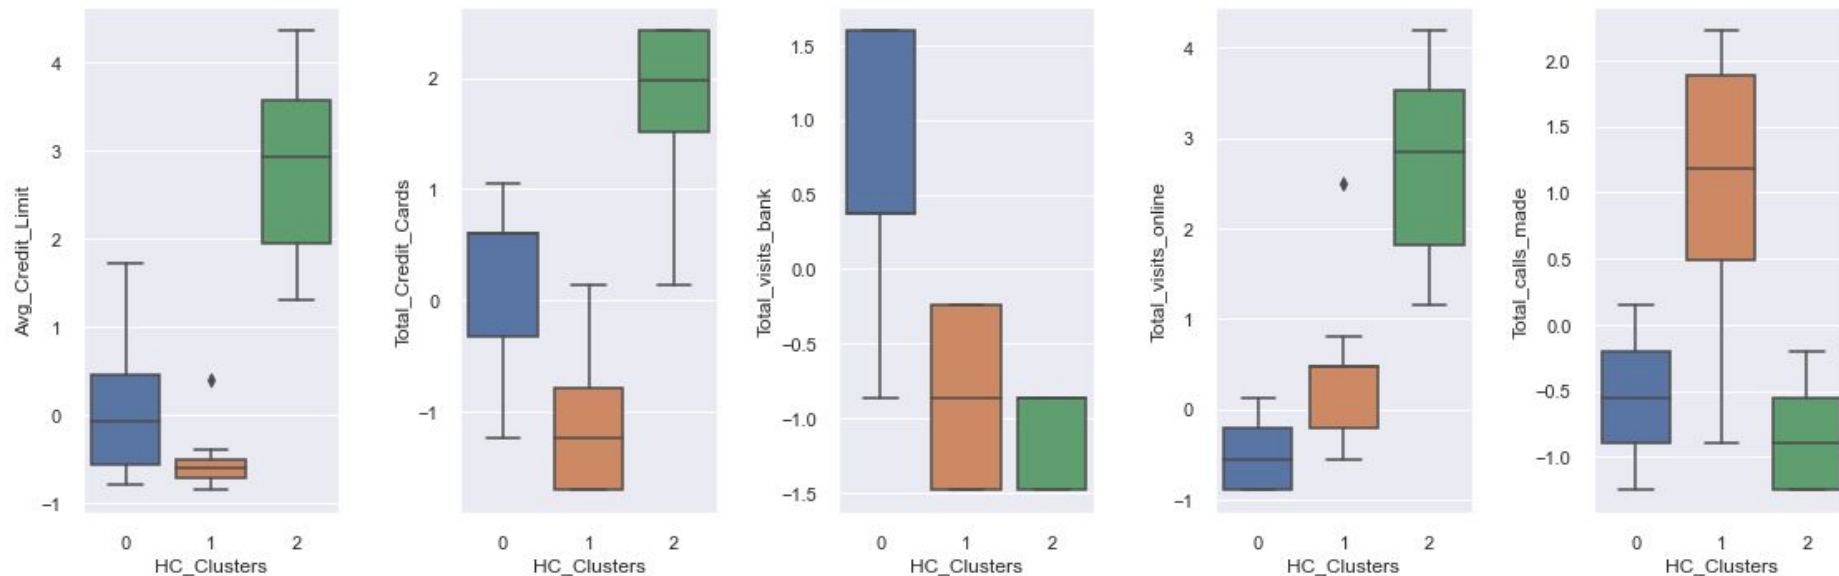 Avg_Credit_Limit
4
3
2
1
0
−1
0 1 2
HC_Clusters
Total_Credit_Cards
2
1
0
−1
0 1 2
HC_Clusters
Total_visits_bank
1.5
1.0
0.5
0.0
−0.5
−1.0
−1.5
0 1 2
HC_Clusters
Total_visits_online
4
3
2
1
0
−1
0 1 2
HC_Clusters
Total_calls_made
2.0
1.5
1.0
0.5
0.0
−0.5
−1.0
0 1 2
HC_Clusters